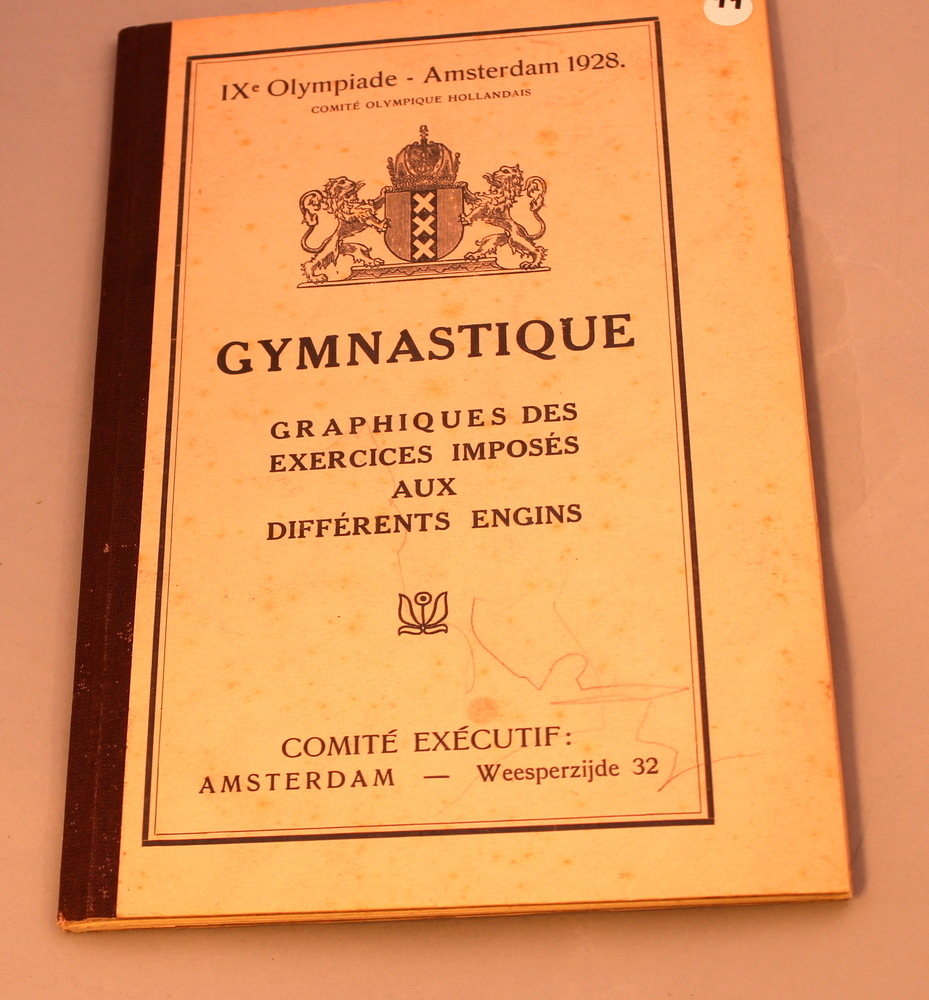 11
IXe Olympiade - Amsterdam 1928.
COMITÉ OLYMPIQUE HOLLANDAIS
GYMNASTIQUE
GRAPHIQUES DES
EXERCICES IMPOSÉS
AUX
DIFFÉRENTS ENGINS
COMITÉ EXÉCUTIF:
AMSTERDAM — Weesperzijde 32